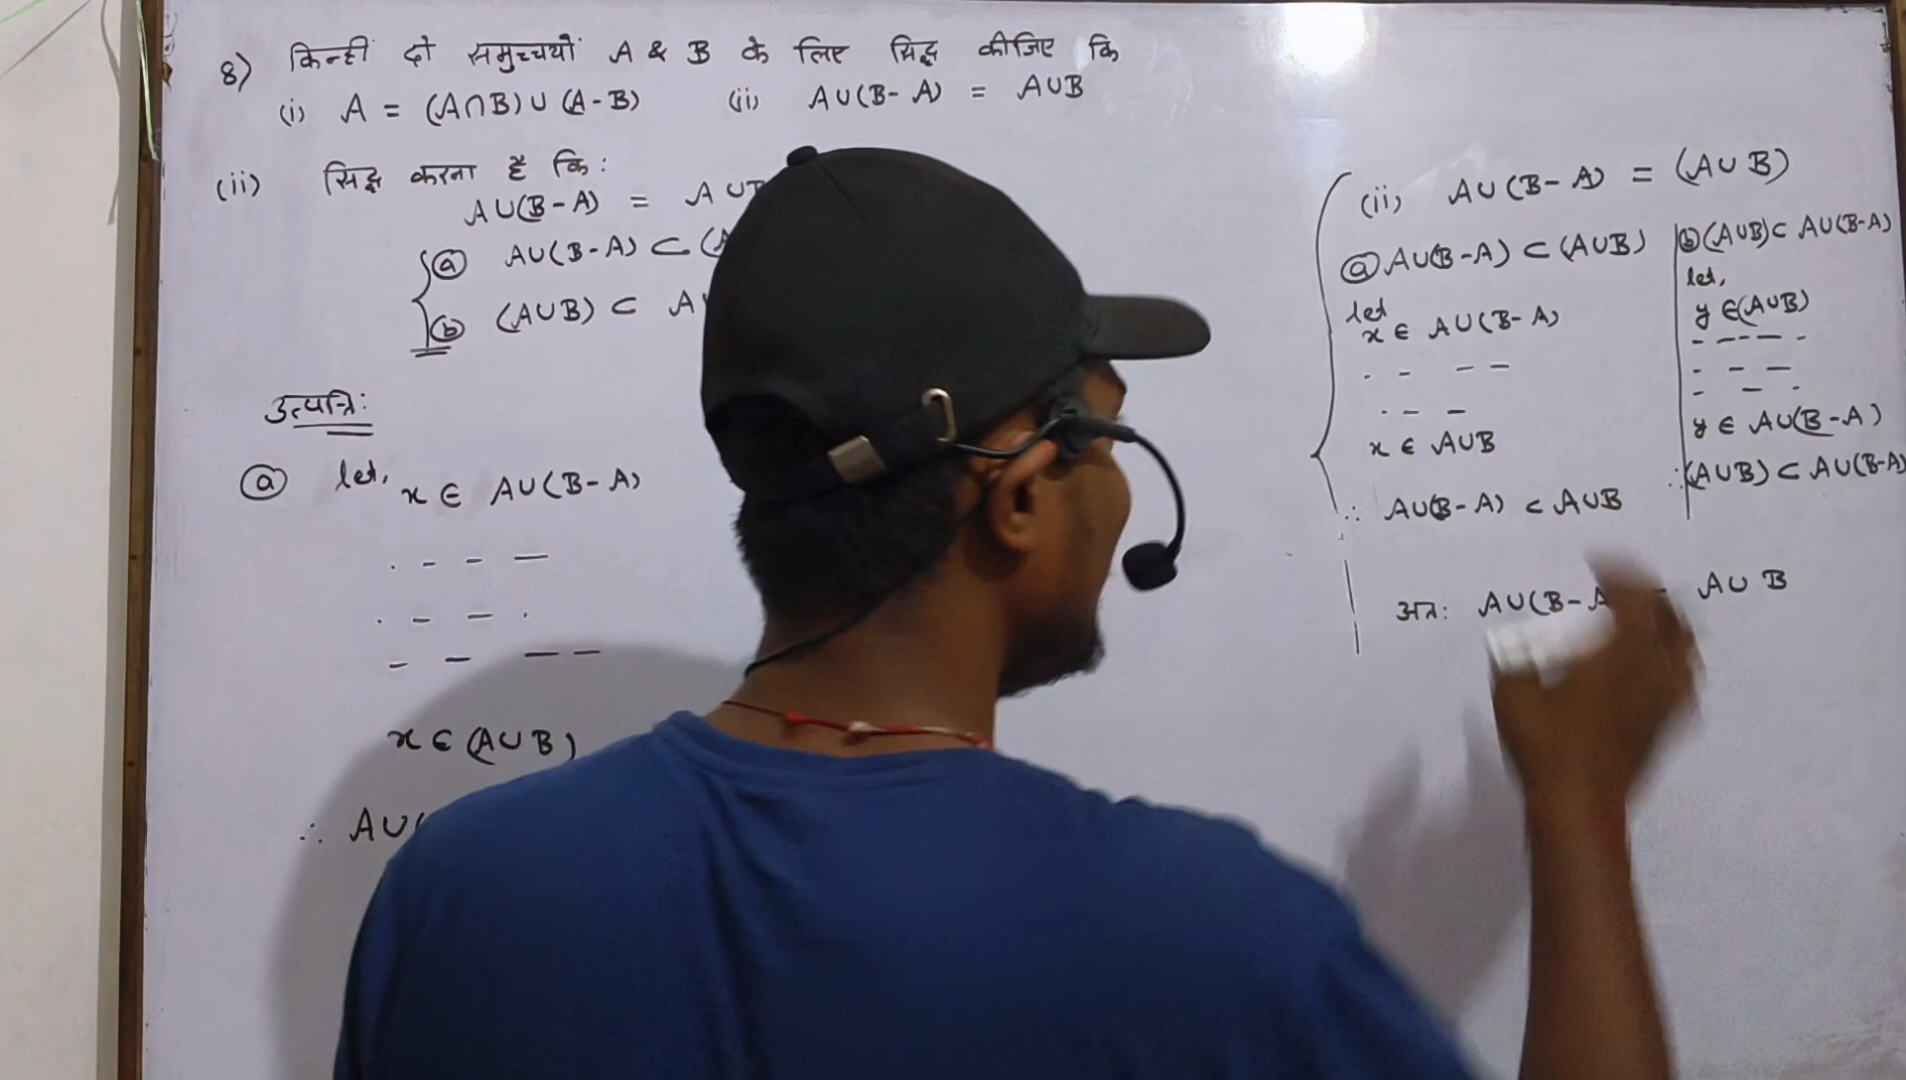 8) किन्हीं दो समुच्चयों A & B के लिए सिद्ध कीजिए कि
(i) A = (A∩B)∪(A-B) (ii) A∪(B-A) = A∪B
(ii) सिद्ध करना है कि:
A∪(B-A) = A∪
{ⓐ A∪(B-A) ⊂ (
ⓑ (A∪B) ⊂ A
उत्पत्ति:
ⓐ let, x ∈ A∪(B-A)
. - - —
. - - .
- - — —
x ∈ (A∪B)
∴ A∪(
(ii) A∪(B-A) = (A∪B)
ⓐ A∪(B-A) ⊂ (A∪B)
let
x ∈ A∪(B-A)
. - - -
. - -
x ∈ A∪B
∴ A∪(B-A) ⊂ A∪B
ⓑ (A∪B) ⊂ A∪(B-A)
let,
y ∈ (A∪B)
- - - - .
- - -
- - .
y ∈ A∪(B-A)
∴ (A∪B) ⊂ A∪(B-A)
अत: A∪(B-A = A∪B